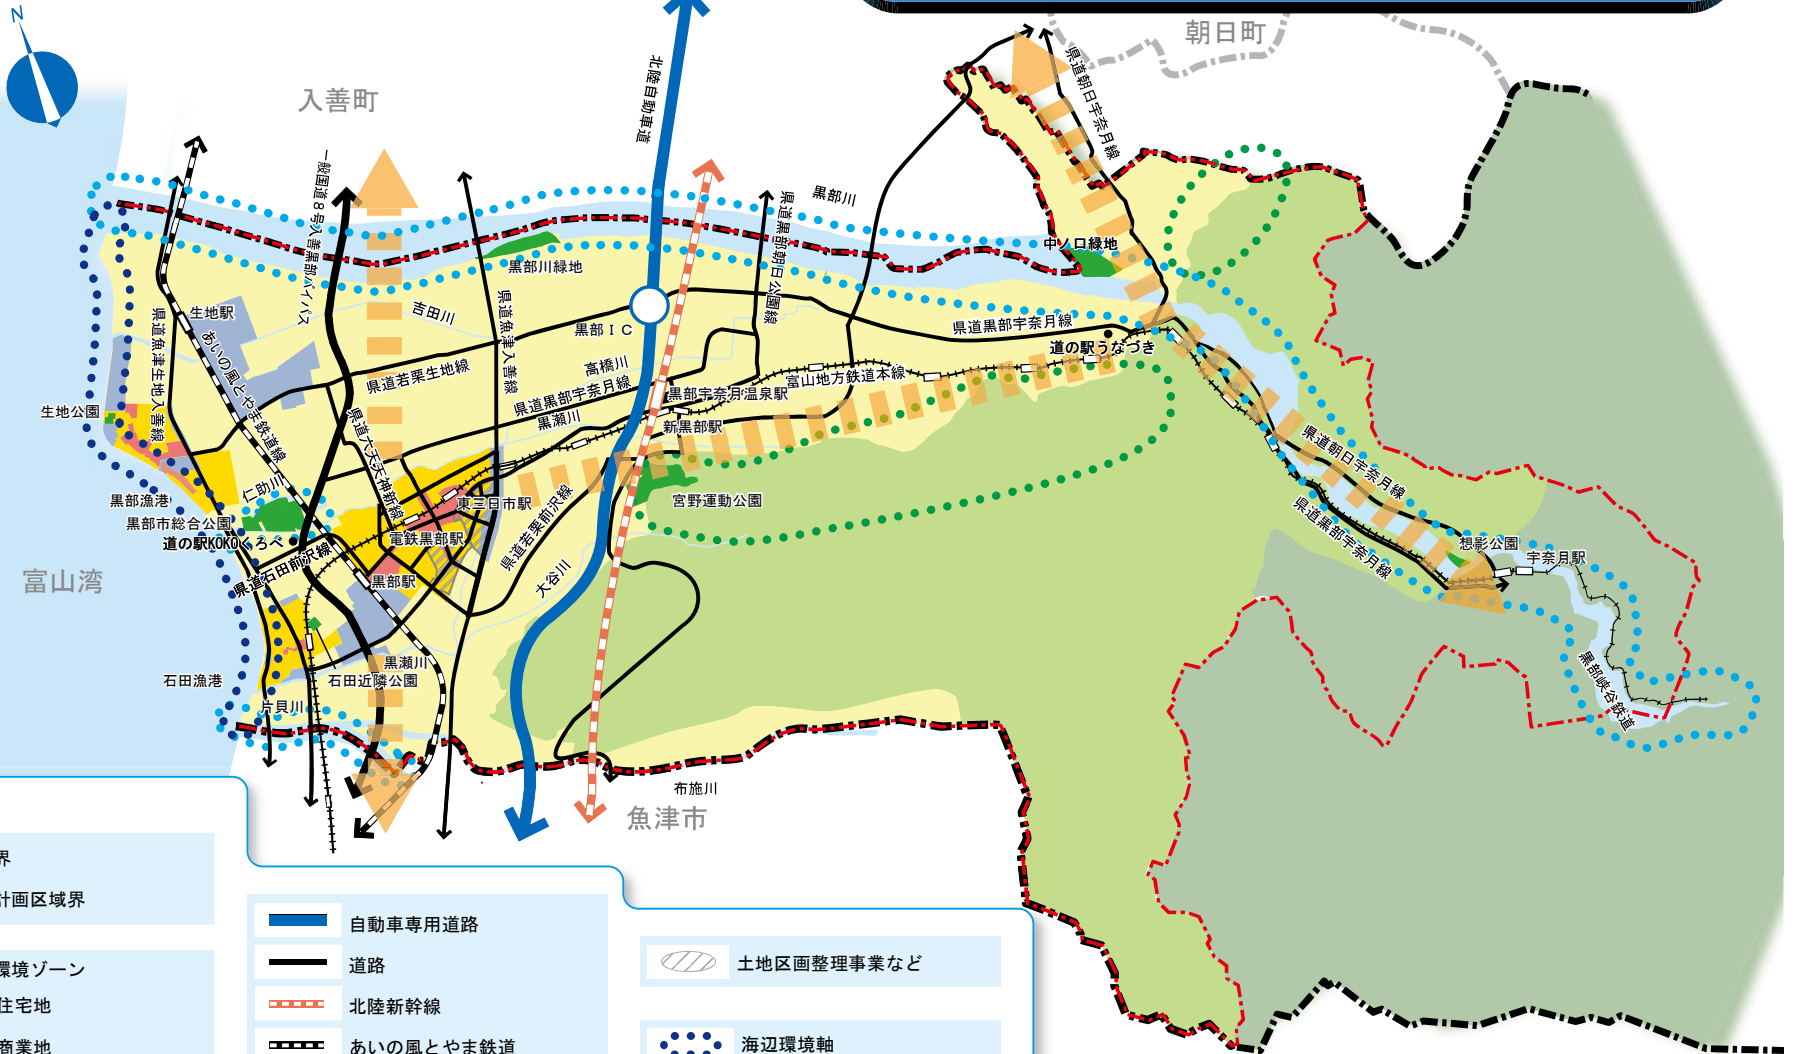 N
朝日町
入善町
北陸自動車道
県道朝日宇奈月線
一般国道８号入善黒部バイパス
黒部川
県道黒部朝日公園線
中ノ口緑地
黒部川緑地
生地駅
吉田川
県道魚津入善線
黒部ＩＣ
県道黒部宇奈月線
道の駅うなづき
県道魚津生地入善線
あいの風とやま鉄道線
県道若栗生地線
高橋川
県道黒部宇奈月線
富山地方鉄道本線
黒部宇奈月温泉駅
生地公園
黒瀬川
新黒部駅
県道六天天神新線
県道朝日宇奈月線
仁助川
黒部漁港
東三日市駅
宮野運動公園
県道若栗前沢線
黒部市総合公園
道の駅KOKOくろべ
電鉄黒部駅
県道黒部宇奈月線
想影公園
宇奈月駅
県道石田前沢線
黒部駅
大谷川
富山湾
黒瀬川
石田漁港
石田近隣公園
片貝川
黒部峡谷鉄道
布施川
魚津市
界
計画区域界
環境ゾーン
住宅地
商業地
自動車専用道路
道路
北陸新幹線
あいの風とやま鉄道
土地区画整理事業など
海辺環境軸